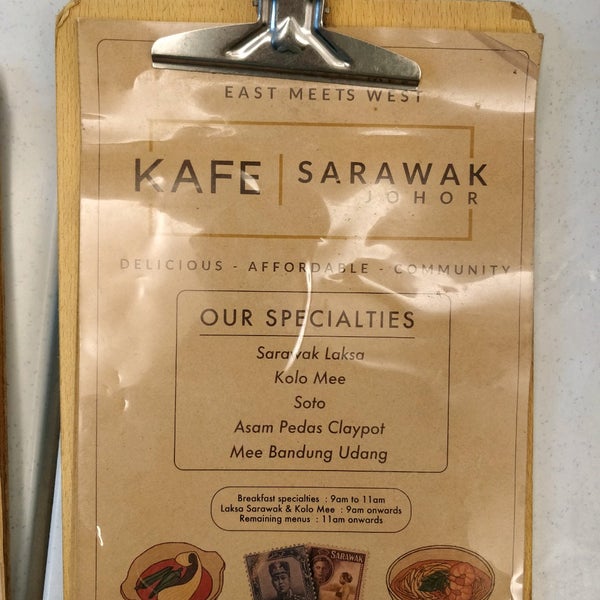 EAST MEETS WEST
KAFE | SARAWAK
JOHOR
DELICIOUS - AFFORDABLE - COMMUNITY
OUR SPECIALTIES
Sarawak Laksa
Kolo Mee
Soto
Asam Pedas Claypot
Mee Bandung Udang
Breakfast specialties : 9am to 11am
Laksa Sarawak & Kolo Mee : 9am onwards
Remaining menus : 11am onwards
SARAWAK